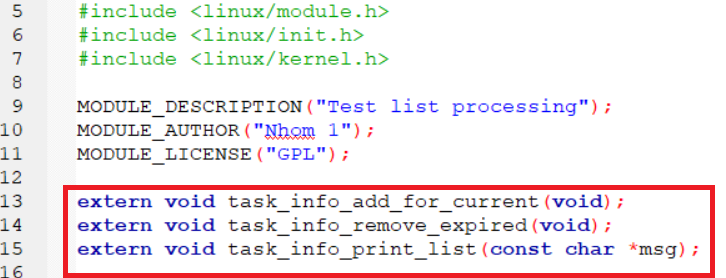 5 #include <linux/module.h>
6 #include <linux/init.h>
7 #include <linux/kernel.h>
8
9 MODULE_DESCRIPTION("Test list processing");
10 MODULE_AUTHOR("Nhom 1");
11 MODULE_LICENSE("GPL");
12
13 extern void task_info_add_for_current(void);
14 extern void task_info_remove_expired(void);
15 extern void task_info_print_list(const char *msg);
16